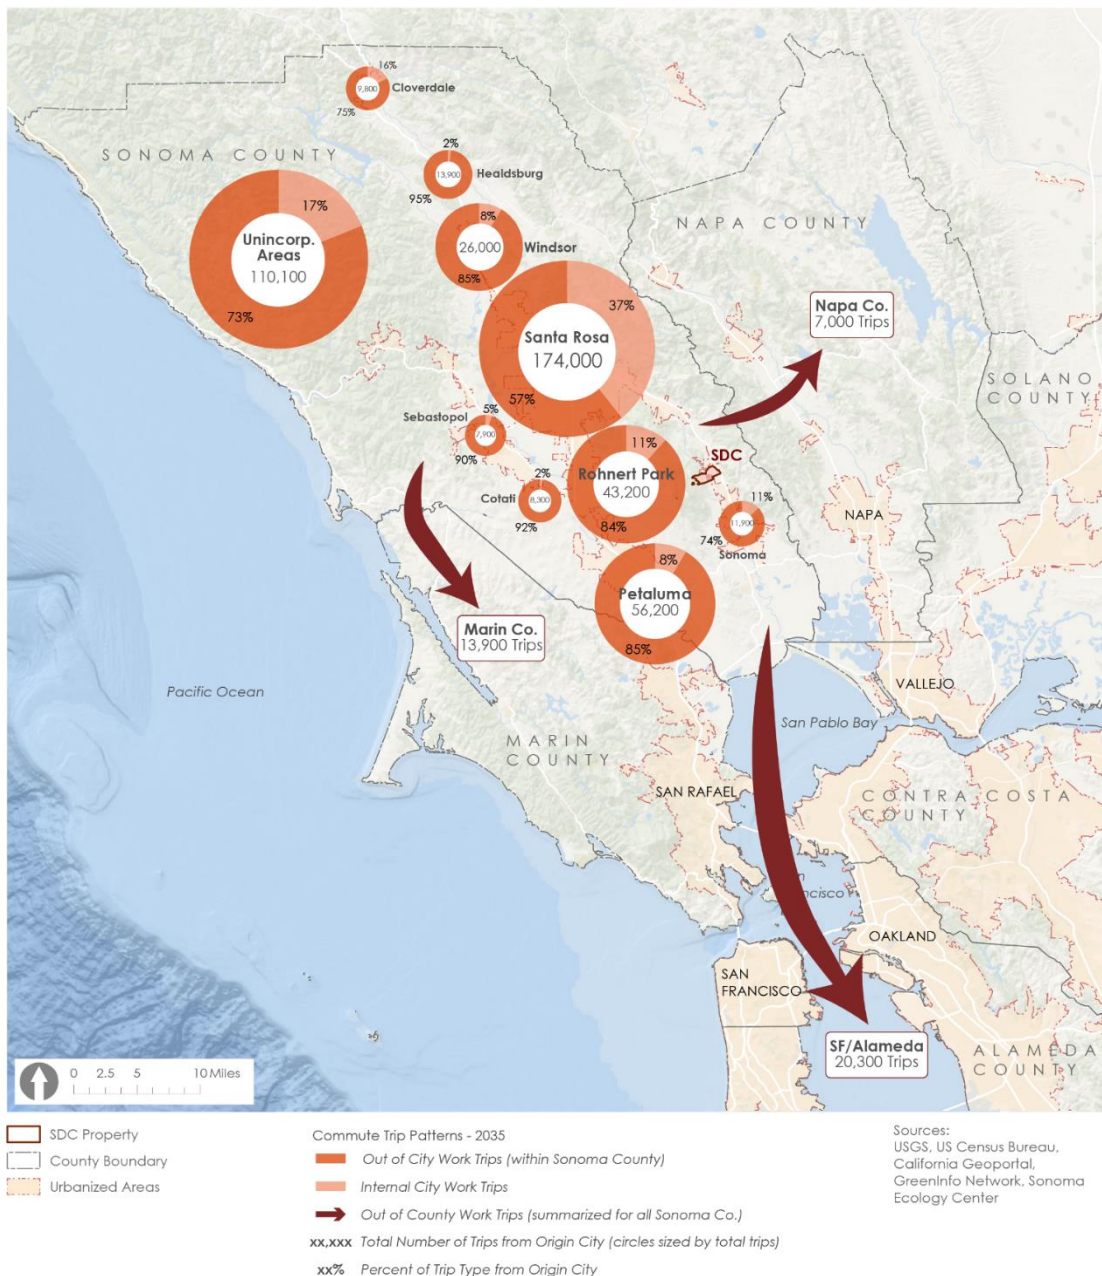 16%
9,800
Cloverdale
75%
SONOMA COUNTY
2%
13,900
Healdsburg
95%
17%
Unincorp.
Areas
110,100
73%
8%
26,000
Windsor
85%
NAPA COUNTY
37%
Santa Rosa
174,000
57%
Napa Co.
7,000 Trips
SOLANO
COUNTY
5%
Sebastopol
7,900
90%
11%
Rohnert Park
43,200
84%
SDC
2%
Cotati
8,300
92%
11%
11,900
74%
Sonoma
NAPA
8%
Petaluma
56,200
85%
Marin Co.
13,900 Trips
Pacific Ocean
VALLEJO
San Pablo Bay
MARIN
COUNTY
SAN RAFAEL
CONTRA COSTA
COUNTY
OAKLAND
SAN
FRANCISCO
SF/Alameda
20,300 Trips
ALAMEDA
COUNTY
0 2.5 5 10 Miles
SDC Property
County Boundary
Urbanized Areas
Commute Trip Patterns - 2035
Out of City Work Trips (within Sonoma County)
Internal City Work Trips
Out of County Work Trips (summarized for all Sonoma Co.)
xx,xxx Total Number of Trips from Origin City (circles sized by total trips)
xx% Percent of Trip Type from Origin City
Sources:
USGS, US Census Bureau,
California Geoportal,
GreenInfo Network, Sonoma
Ecology Center